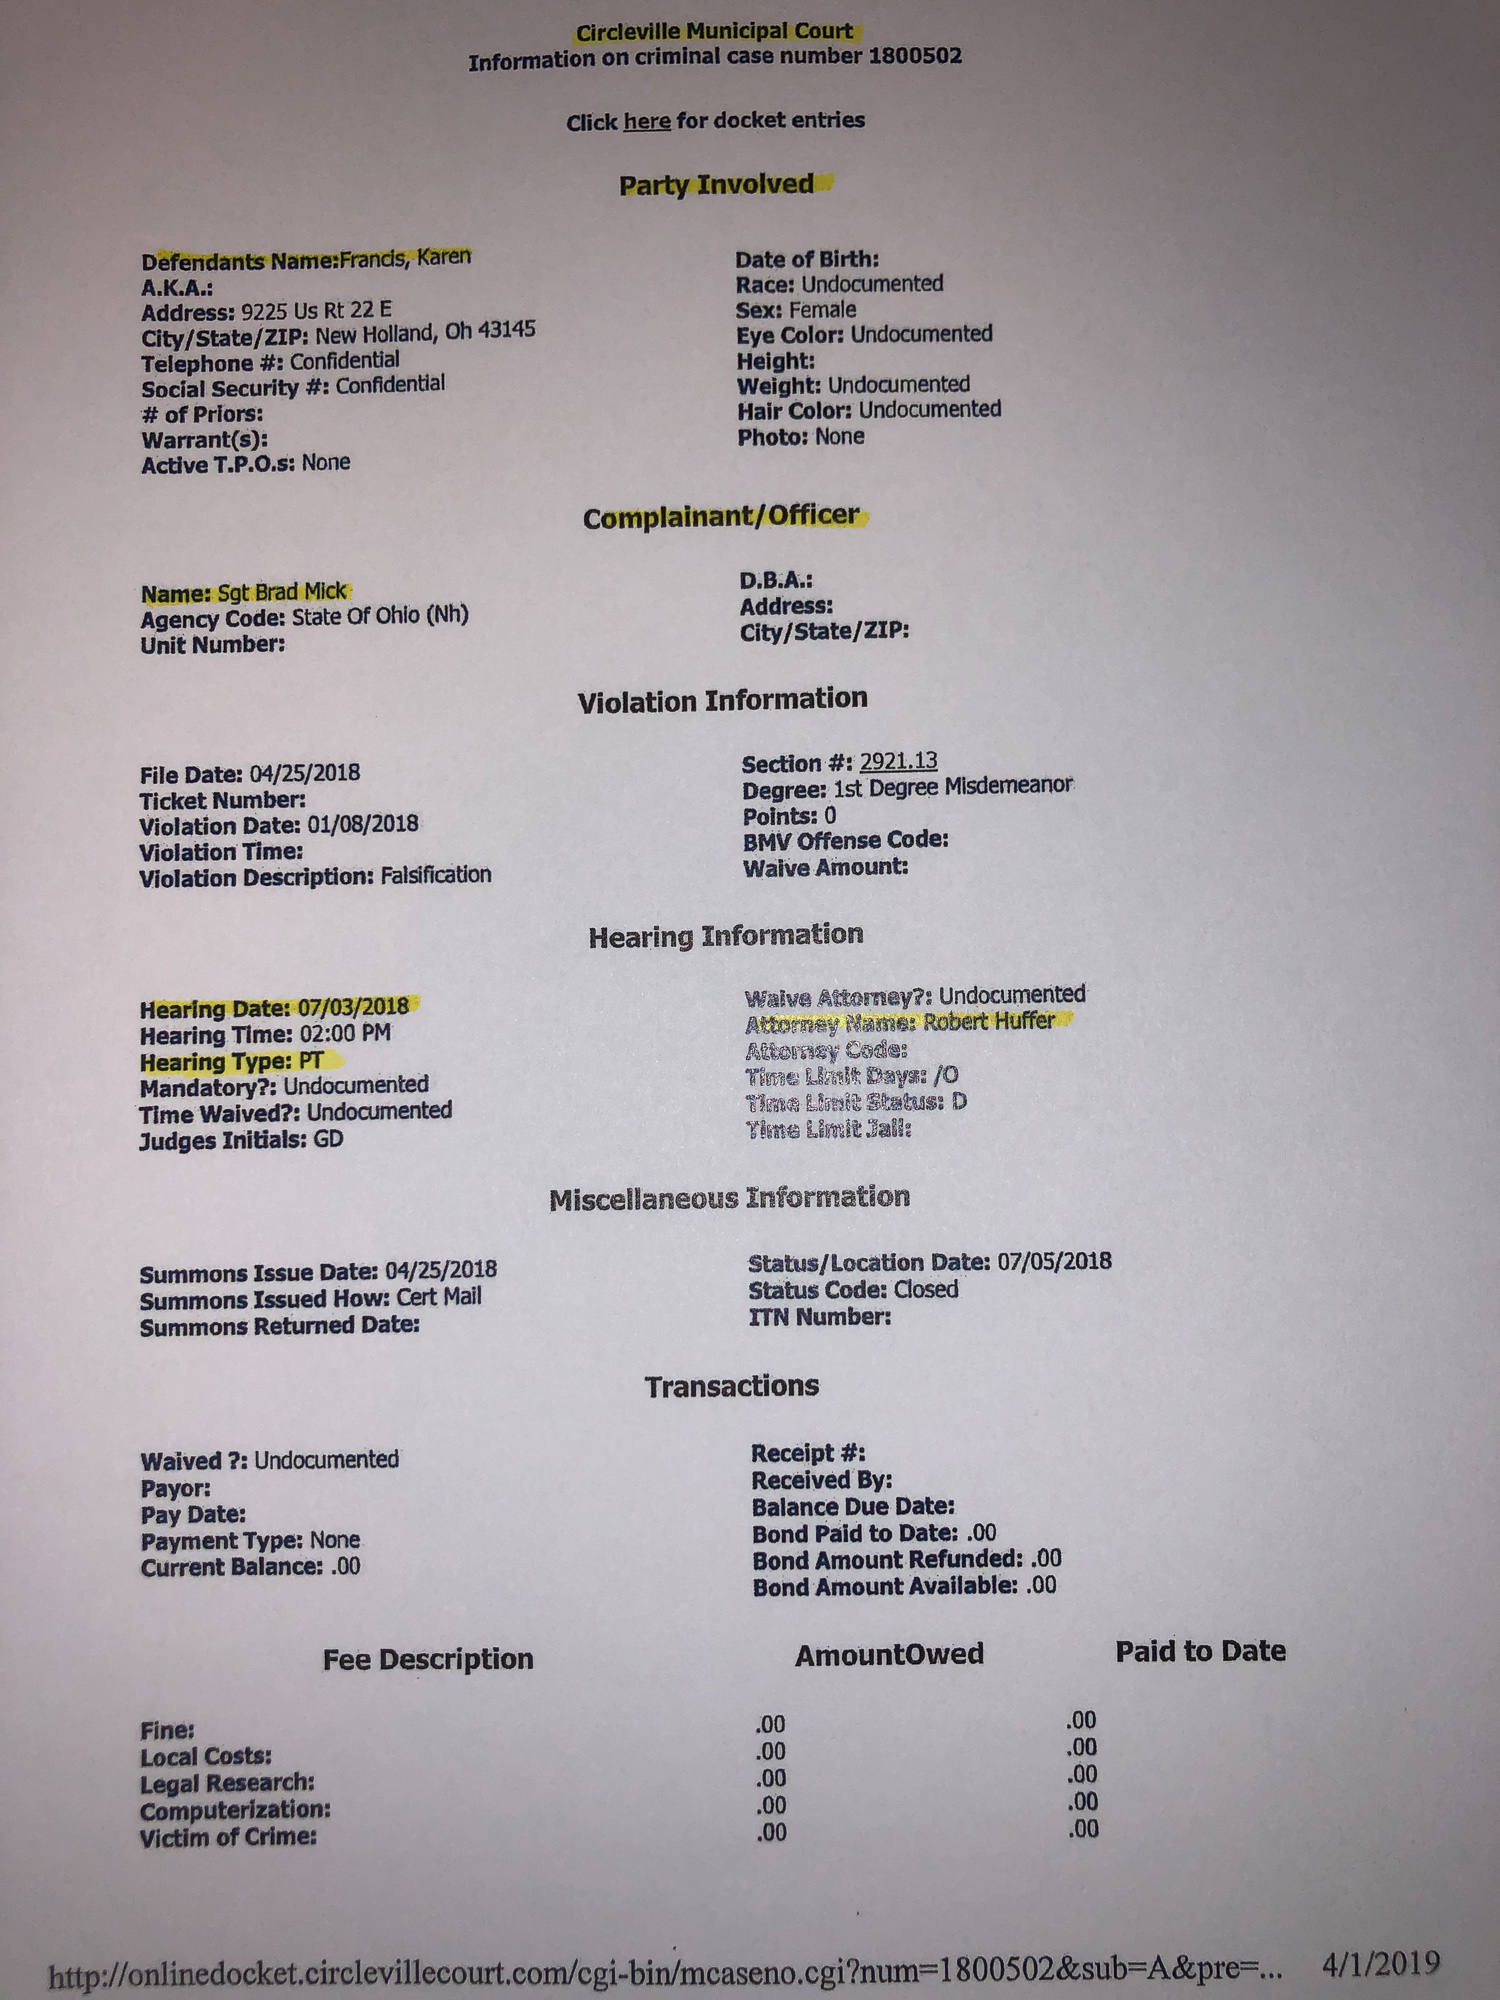 Circleville Municipal Court
Information on criminal case number 1800502
Click here for docket entries
Party Involved
Defendants Name:Francis, Karen
A.K.A.:
Address: 9225 Us Rt 22 E
City/State/ZIP: New Holland, Oh 43145
Telephone #: Confidential
Social Security #: Confidential
# of Priors:
Warrant(s):
Active T.P.O.s: None
Date of Birth:
Race: Undocumented
Sex: Female
Eye Color: Undocumented
Height:
Weight: Undocumented
Hair Color: Undocumented
Photo: None
Complainant/Officer
Name: Sgt Brad Mick
Agency Code: State Of Ohio (Nh)
Unit Number:
D.B.A.:
Address:
City/State/ZIP:
Violation Information
File Date: 04/25/2018
Ticket Number:
Violation Date: 01/08/2018
Violation Time:
Violation Description: Falsification
Section #: 2921.13
Degree: 1st Degree Misdemeanor
Points: 0
BMV Offense Code:
Waive Amount:
Hearing Information
Hearing Date: 07/03/2018
Hearing Time: 02:00 PM
Hearing Type: PT
Mandatory?: Undocumented
Time Waived?: Undocumented
Judges Initials: GD
Waive Attorney?: Undocumented
Attorney Name: Robert Huffer
Attorney Code:
Time Limit Days: /O
Time Limit Status: D
Time Limit Jail:
Miscellaneous Information
Summons Issue Date: 04/25/2018
Summons Issued How: Cert Mail
Summons Returned Date:
Status/Location Date: 07/05/2018
Status Code: Closed
ITN Number:
Transactions
Waived ?: Undocumented
Payor:
Pay Date:
Payment Type: None
Current Balance: .00
Receipt #:
Received By:
Balance Due Date:
Bond Paid to Date: .00
Bond Amount Refunded: .00
Bond Amount Available: .00
Fee Description AmountOwed Paid to Date
Fine: .00 .00
Local Costs: .00 .00
Legal Research: .00 .00
Computerization: .00 .00
Victim of Crime: .00 .00
http://onlinedocket.circlevillecourt.com/cgi-bin/mcaseno.cgi?num=1800502&sub=A&pre=... 4/1/2019